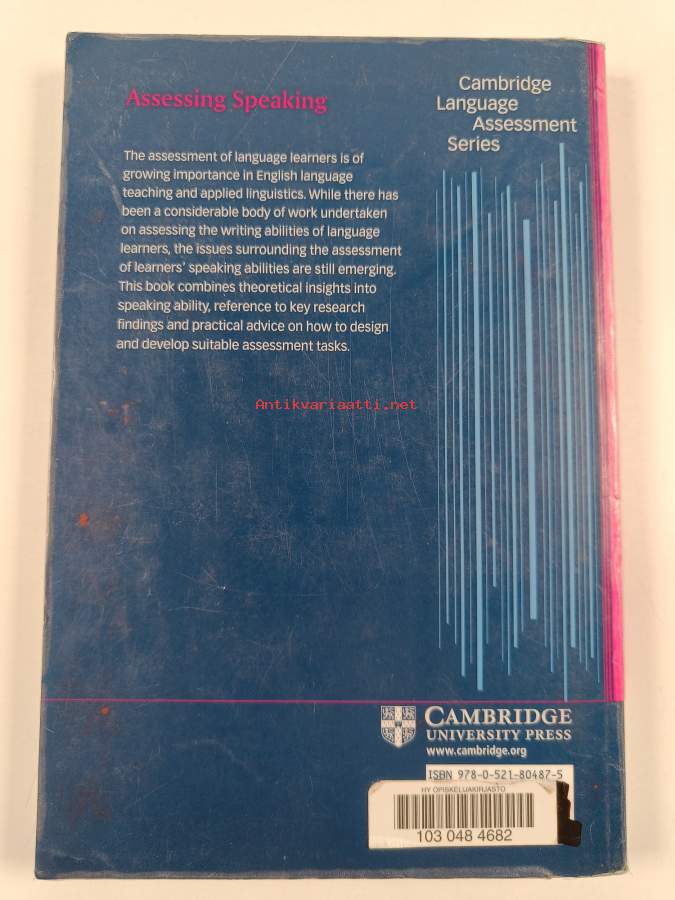 Assessing Speaking
Cambridge
Language
Assessment
Series
The assessment of language learners is of
growing importance in English language
teaching and applied linguistics. While there has
been a considerable body of work undertaken
on assessing the writing abilities of language
learners, the issues surrounding the assessment
of learners' speaking abilities are still emerging.
This book combines theoretical insights into
speaking ability, reference to key research
findings and practical advice on how to design
and develop suitable assessment tasks.
Antikvariaatti.net
CAMBRIDGE
UNIVERSITY PRESS
www.cambridge.org
ISBN 978-0-521-80487-5
HY OPISKELUAKIRJASTO
103 048 4682